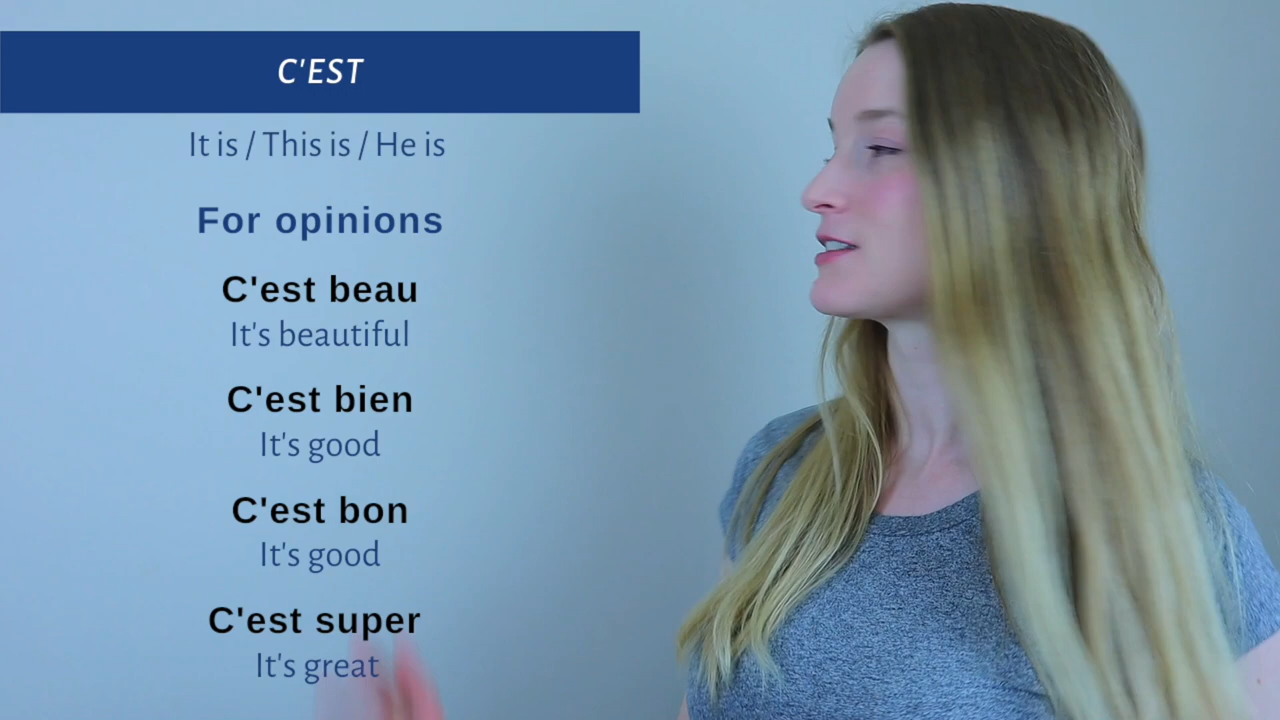 C'EST
It is / This is / He is
For opinions
C'est beau
It's beautiful
C'est bien
It's good
C'est bon
It's good
C'est super
It's great